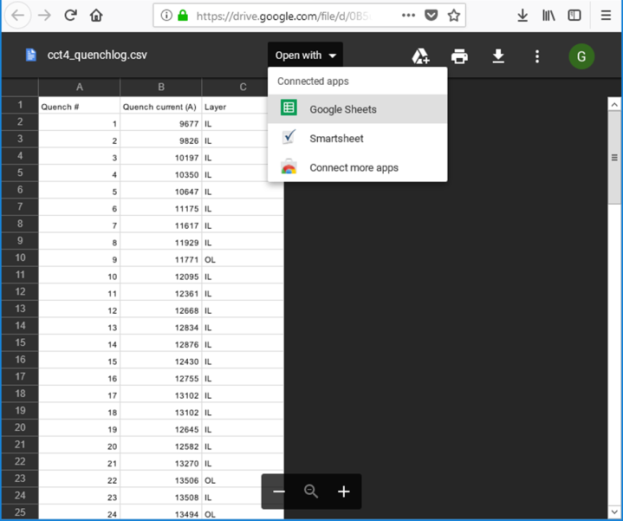 https://drive.google.com/file/d/0B5
cct4_quenchlog.csv
Open with
G
Connected apps
Google Sheets
Smartsheet
Connect more apps
A B C
1 Quench # Quench current (A) Layer
2 1 9677 IL
3 2 9826 IL
4 3 10197 IL
5 4 10350 IL
6 5 10647 IL
7 6 11175 IL
8 7 11617 IL
9 8 11929 IL
10 9 11771 OL
11 10 12095 IL
12 11 12361 IL
13 12 12668 IL
14 13 12834 IL
15 14 12876 IL
16 15 12430 IL
17 16 12755 IL
18 17 13102 IL
19 18 13102 IL
20 19 12645 IL
21 20 12582 IL
22 21 13270 IL
23 22 13506 OL
24 23 13508 IL
25 24 13494 OL